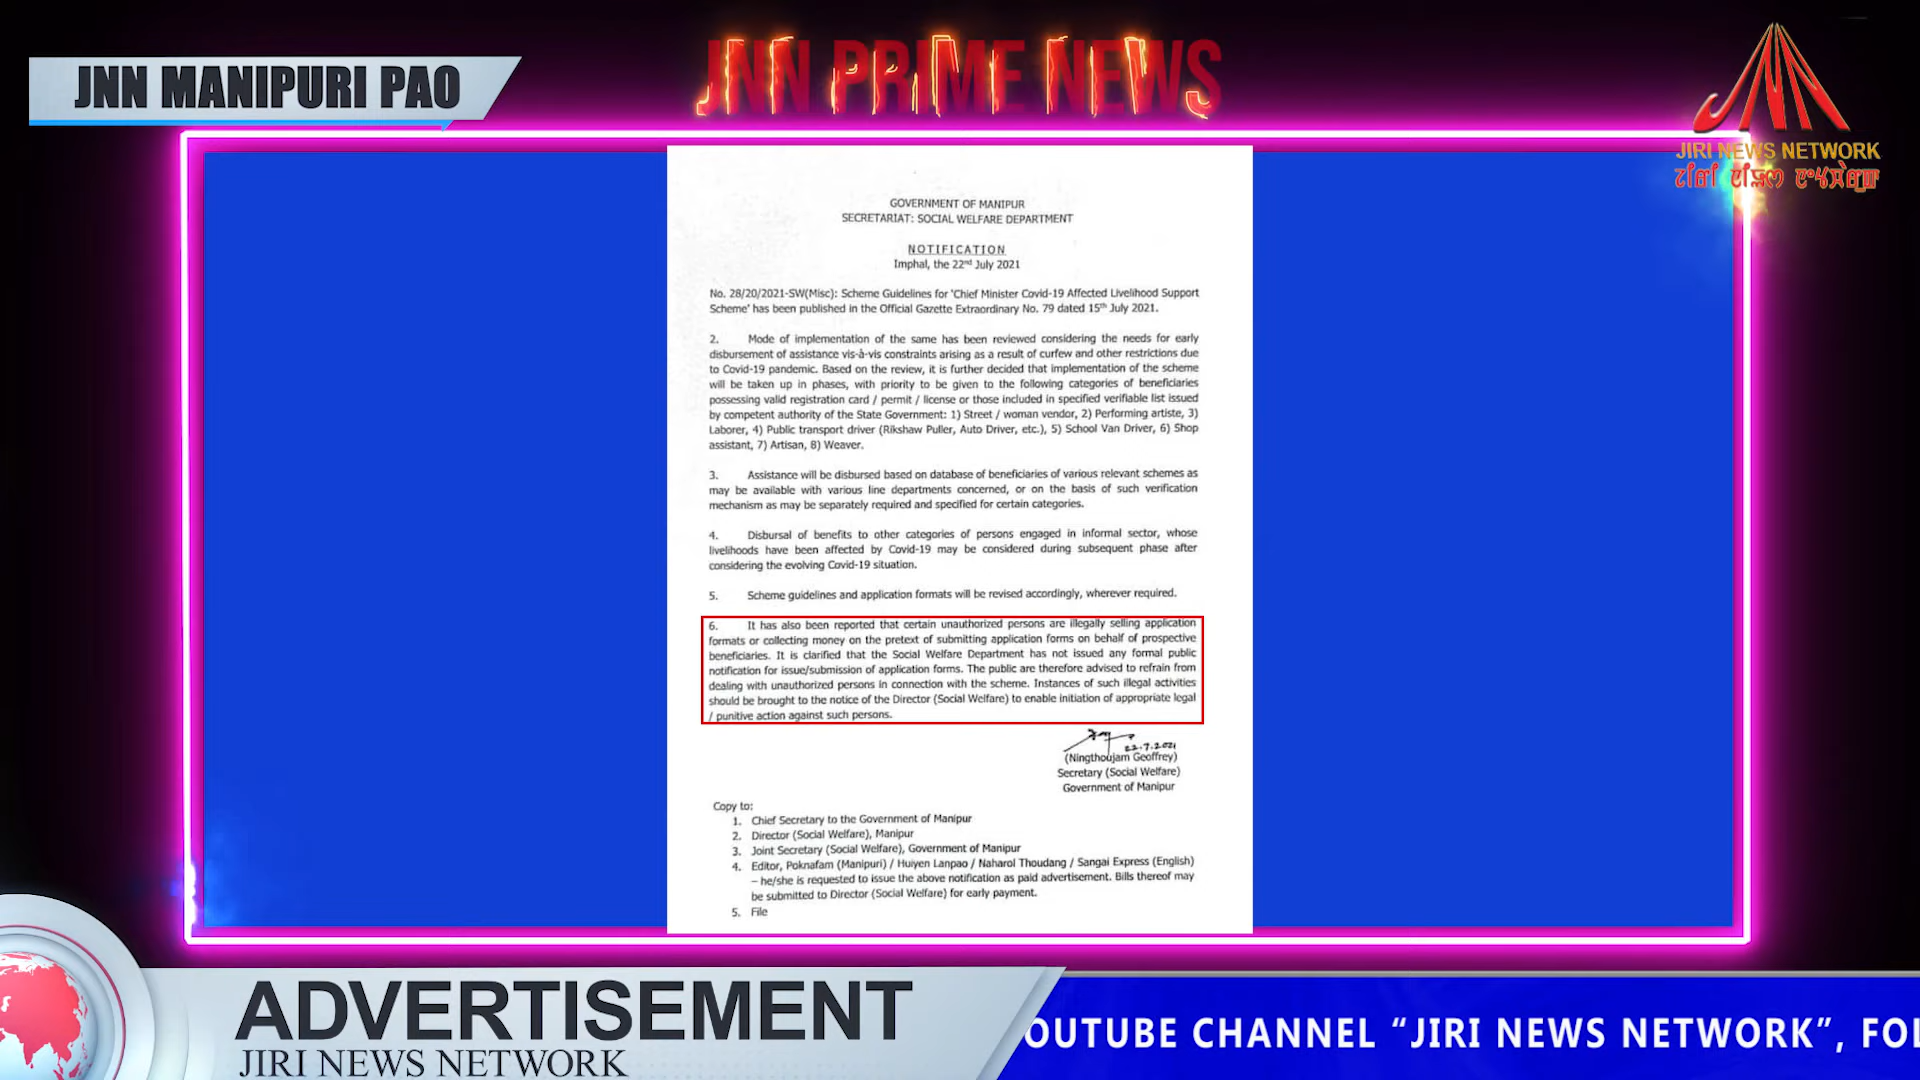 JNN MANIPURI PAO
JNN PRIME NEWS
JIRI NEWS NETWORK
GOVERNMENT OF MANIPUR
SECRETARIAT: SOCIAL WELFARE DEPARTMENT
NOTIFICATION
Imphal, the 22nd July 2021
No. 28/20/2021-SW(Misc): Scheme Guidelines for 'Chief Minister Covid-19 Affected Livelihood Support
Scheme' has been published in the Official Gazette Extraordinary No. 79 dated 15th July 2021.
2. Mode of implementation of the same has been reviewed considering the needs for early
disbursement of assistance vis-à-vis constraints arising as a result of curfew and other restrictions due
to Covid-19 pandemic. Based on the review, it is further decided that implementation of the scheme
will be taken up in phases, with priority to be given to the following categories of beneficiaries
possessing valid registration card / permit / license or those included in specified verifiable list issued
by competent authority of the State Government: 1) Street / woman vendor, 2) Performing artiste, 3)
Laborer, 4) Public transport driver (Rikshaw Puller, Auto Driver, etc.), 5) School Van Driver, 6) Shop
assistant, 7) Artisan, 8) Weaver.
3. Assistance will be disbursed based on database of beneficiaries of various relevant schemes as
may be available with various line departments concerned, or on the basis of such verification
mechanism as may be separately required and specified for certain categories.
4. Disbursal of benefits to other categories of persons engaged in informal sector, whose
livelihoods have been affected by Covid-19 may be considered during subsequent phase after
considering the evolving Covid-19 situation.
5. Scheme guidelines and application formats will be revised accordingly, wherever required.
6. It has also been reported that certain unauthorized persons are illegally selling application
formats or collecting money on the pretext of submitting application forms on behalf of prospective
beneficiaries. It is clarified that the Social Welfare Department has not issued any formal public
notification for issue/submission of application forms. The public are therefore advised to refrain from
dealing with unauthorized persons in connection with the scheme. Instances of such illegal activities
should be brought to the notice of the Director (Social Welfare) to enable initiation of appropriate legal
/ punitive action against such persons.
22.7.2021
(Ningthoujam Geoffrey)
Secretary (Social Welfare)
Government of Manipur
Copy to:
1. Chief Secretary to the Government of Manipur
2. Director (Social Welfare), Manipur
3. Joint Secretary (Social Welfare), Government of Manipur
4. Editor, Poknafam (Manipuri) / Huiyen Lanpao / Naharol Thoudang / Sangai Express (English)
– he/she is requested to issue the above notification as paid advertisement. Bills thereof may
be submitted to Director (Social Welfare) for early payment.
5. File
ADVERTISEMENT
JIRI NEWS NETWORK
OUTUBE CHANNEL “JIRI NEWS NETWORK”, FOL